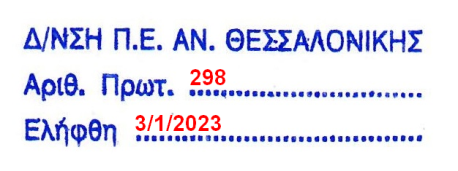 Δ/ΝΣΗ Π.Ε. ΑΝ. ΘΕΣΣΑΛΟΝΙΚΗΣ
Αριθ. Πρωτ. 298
Ελήφθη 3/1/2023